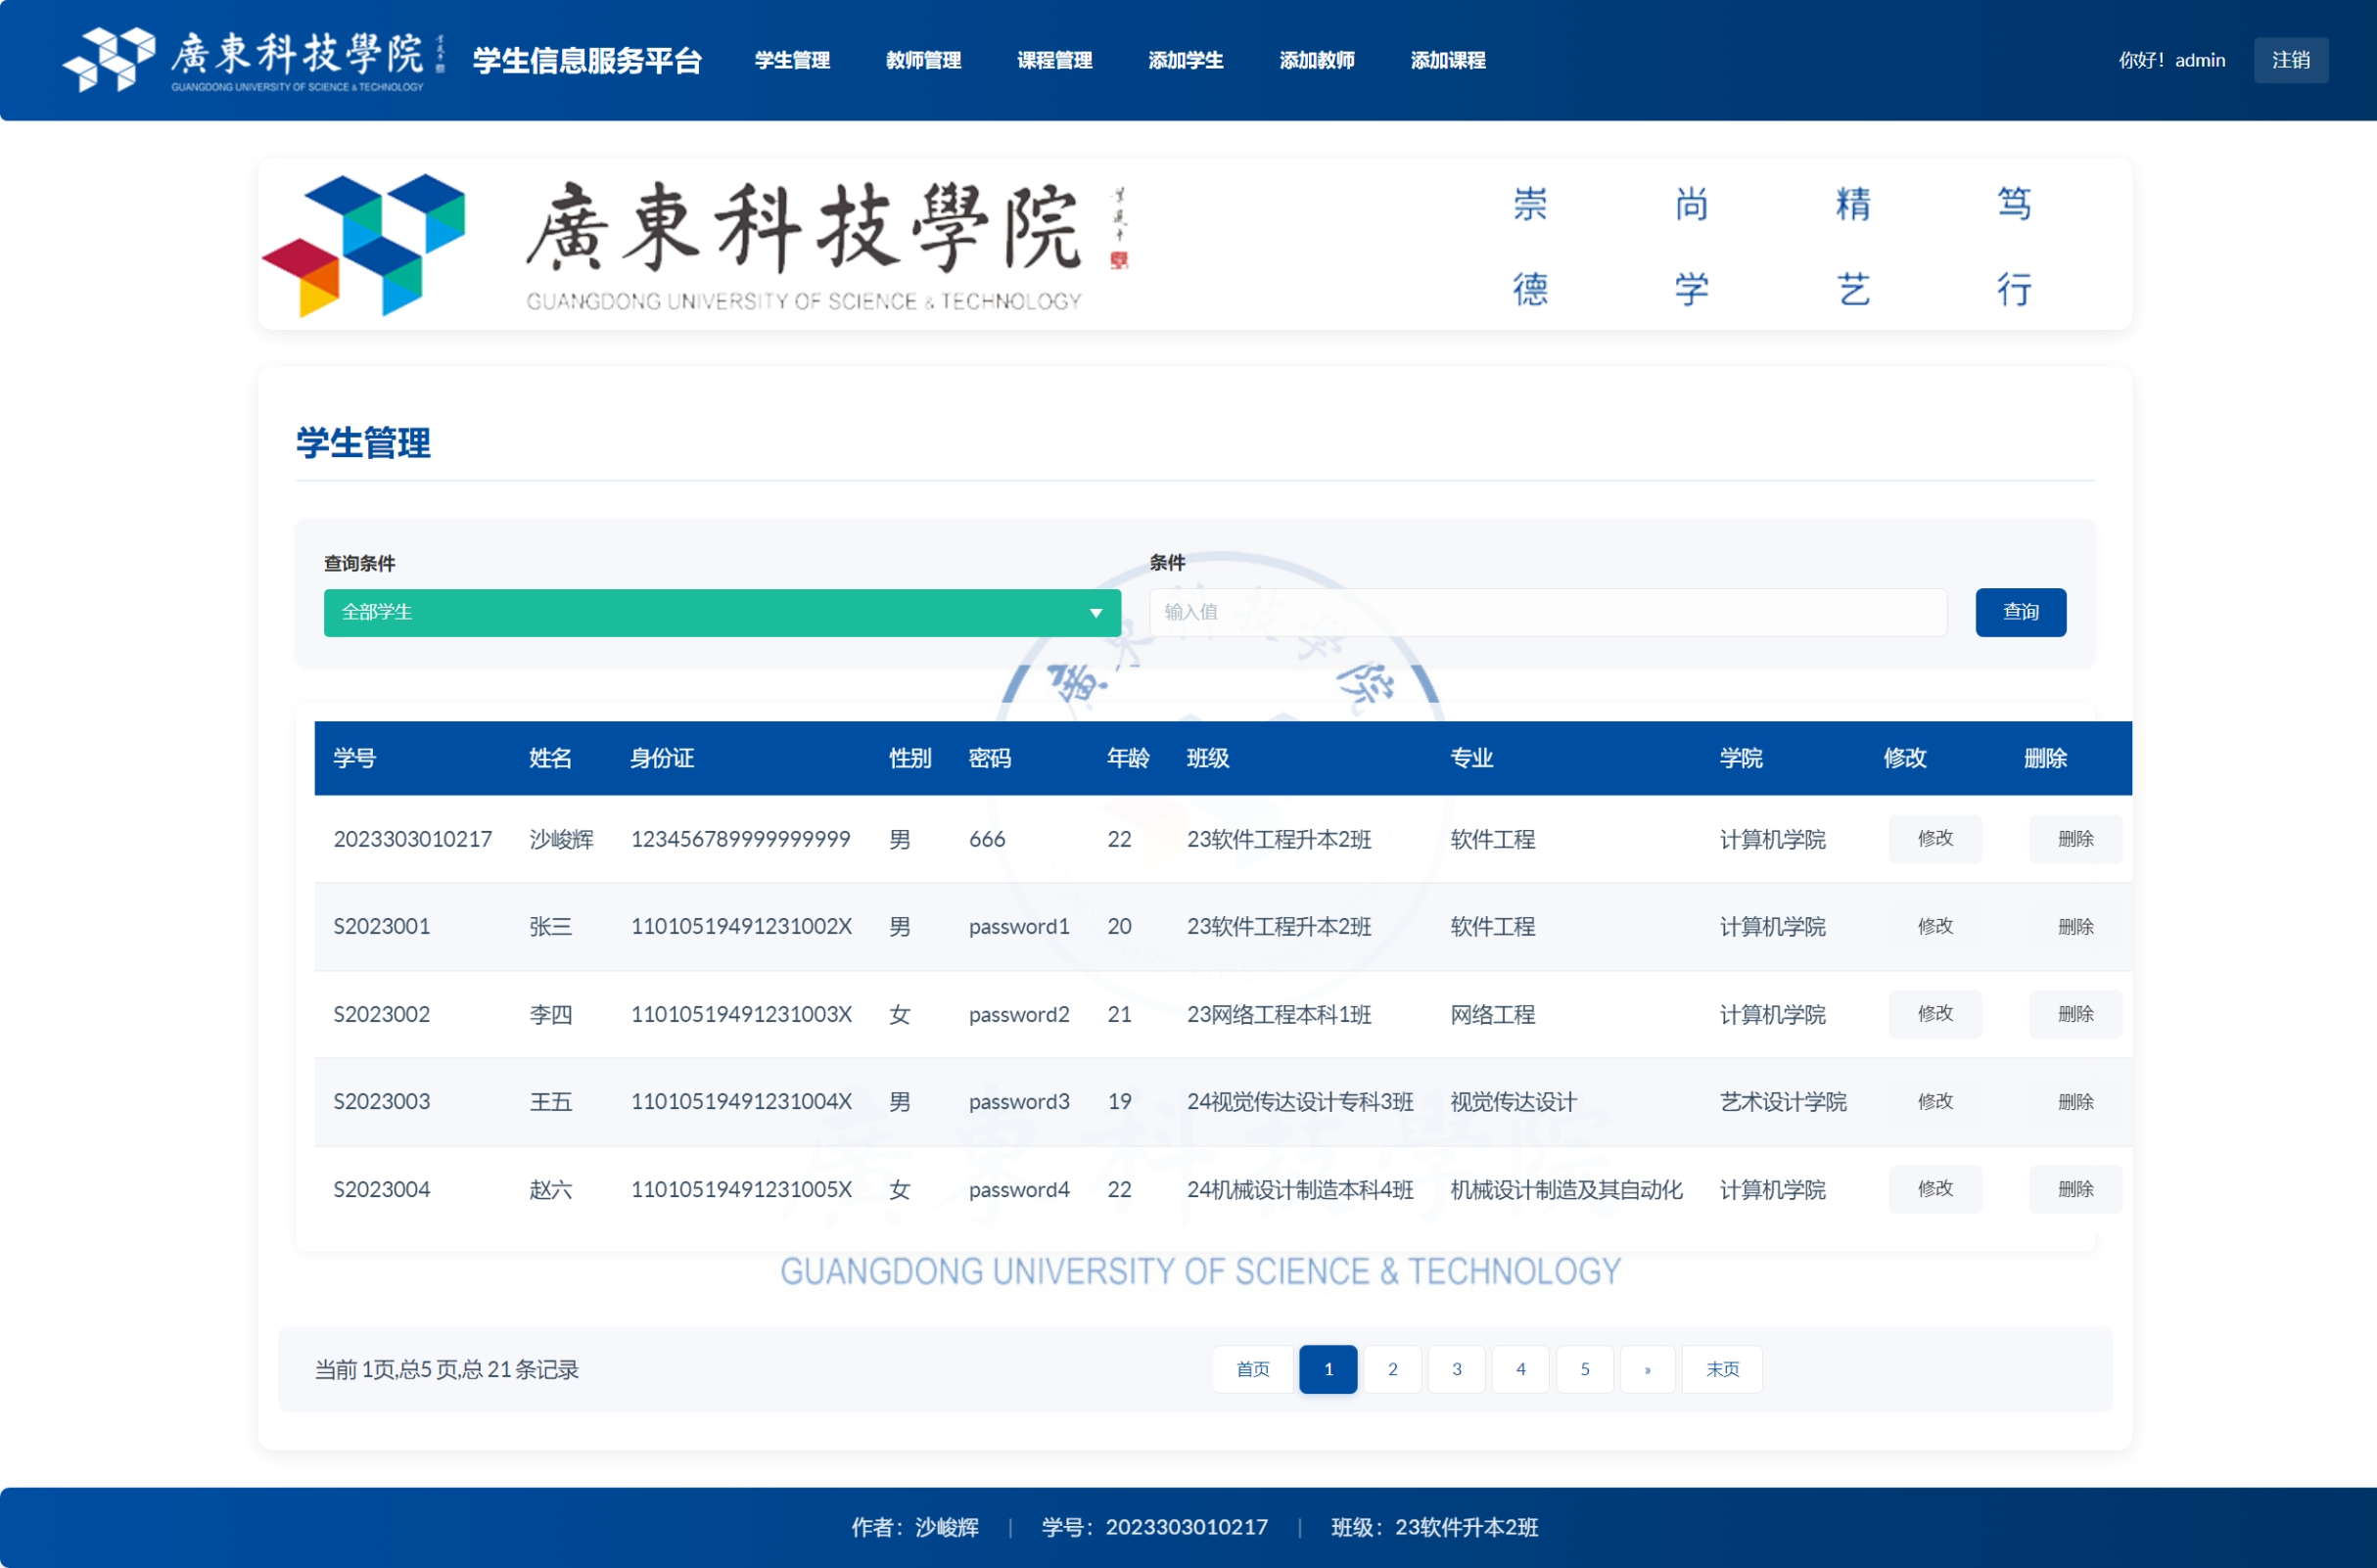 廣東科技學院
GUANGDONG UNIVERSITY OF SCIENCE & TECHNOLOGY
学生信息服务平台 学生管理 教师管理 课程管理 添加学生 添加教师 添加课程 你好！admin 注销
廣東科技學院
GUANGDONG UNIVERSITY OF SCIENCE & TECHNOLOGY
崇德 尚学 精艺 笃行
学生管理
查询条件 条件
全部学生 输入值 查询
廣東科技學院
学号 姓名 身份证 性别 密码 年龄 班级 专业 学院 修改 删除
2023303010217 沙峻辉 123456789999999999 男 666 22 23软件工程升本2班 软件工程 计算机学院 修改 删除
S2023001 张三 11010519491231002X 男 password1 20 23软件工程升本2班 软件工程 计算机学院 修改 删除
S2023002 李四 11010519491231003X 女 password2 21 23网络工程本科1班 网络工程 计算机学院 修改 删除
S2023003 王五 11010519491231004X 男 password3 19 24视觉传达设计专科3班 视觉传达设计 艺术设计学院 修改 删除
廣東科技學院
S2023004 赵六 11010519491231005X 女 password4 22 24机械设计制造本科4班 机械设计制造及其自动化 计算机学院 修改 删除
GUANGDONG UNIVERSITY OF SCIENCE & TECHNOLOGY
当前 1页,总5 页,总 21 条记录 首页 1 2 3 4 5 » 末页
作者：沙峻辉 | 学号：2023303010217 | 班级：23软件升本2班